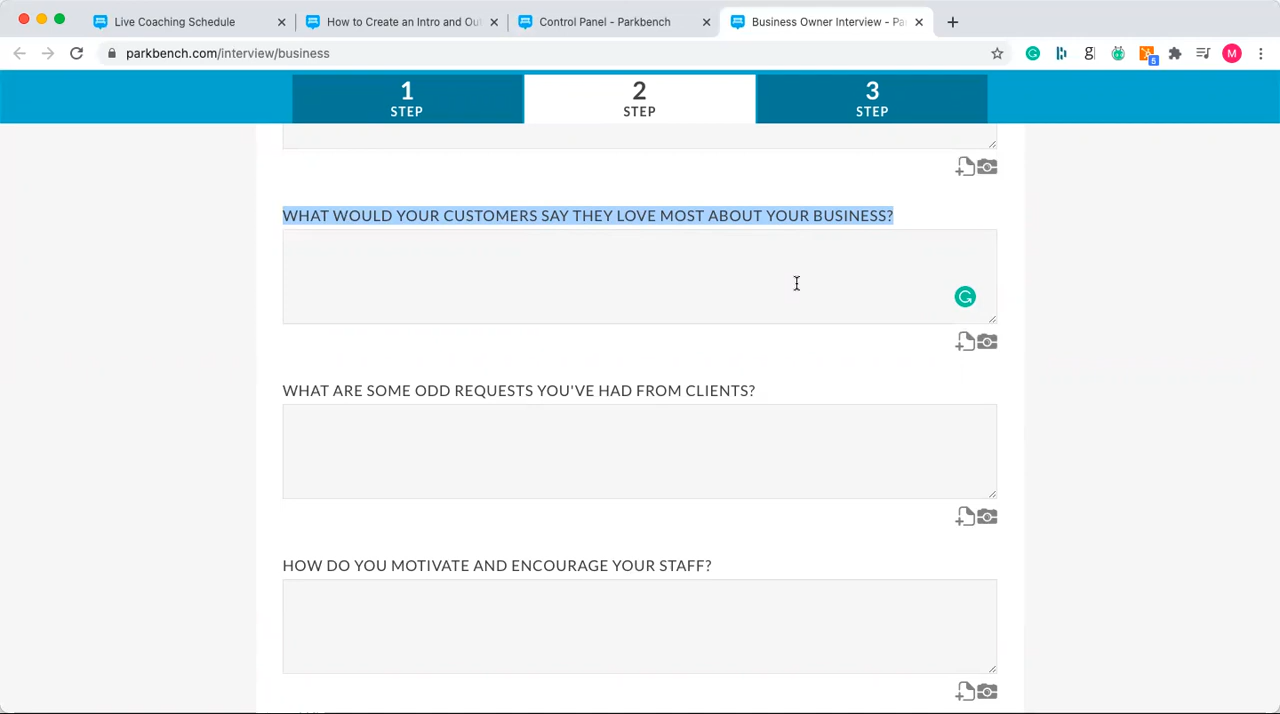 Live Coaching Schedule
How to Create an Intro and Ou
Control Panel - Parkbench
Business Owner Interview - Pa
parkbench.com/interview/business
5
M
1
STEP
2
STEP
3
STEP
WHAT WOULD YOUR CUSTOMERS SAY THEY LOVE MOST ABOUT YOUR BUSINESS?
WHAT ARE SOME ODD REQUESTS YOU'VE HAD FROM CLIENTS?
HOW DO YOU MOTIVATE AND ENCOURAGE YOUR STAFF?